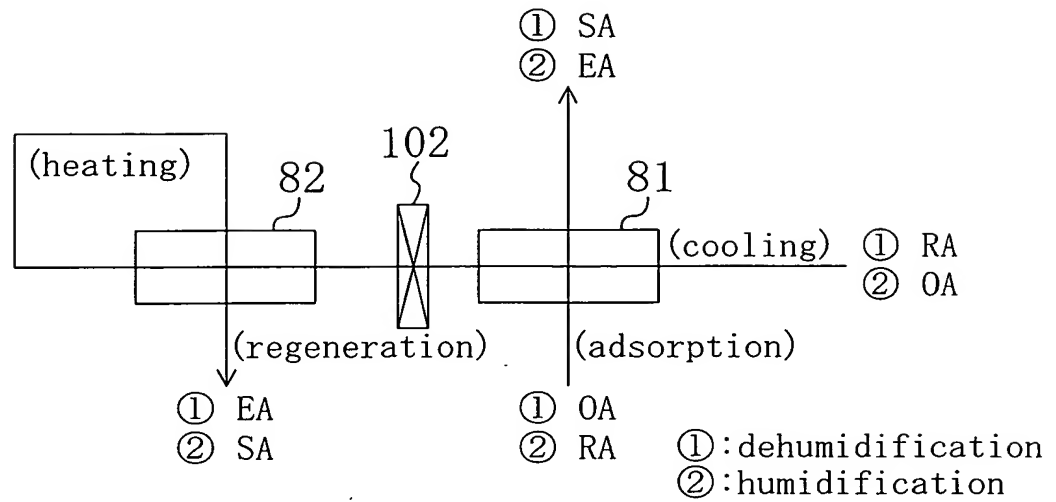 ① SA
② EA
(heating)
102
82
81
(cooling)
① RA
② OA
(regeneration)
(adsorption)
① EA
② SA
① OA
② RA
①:dehumidification
②:humidification